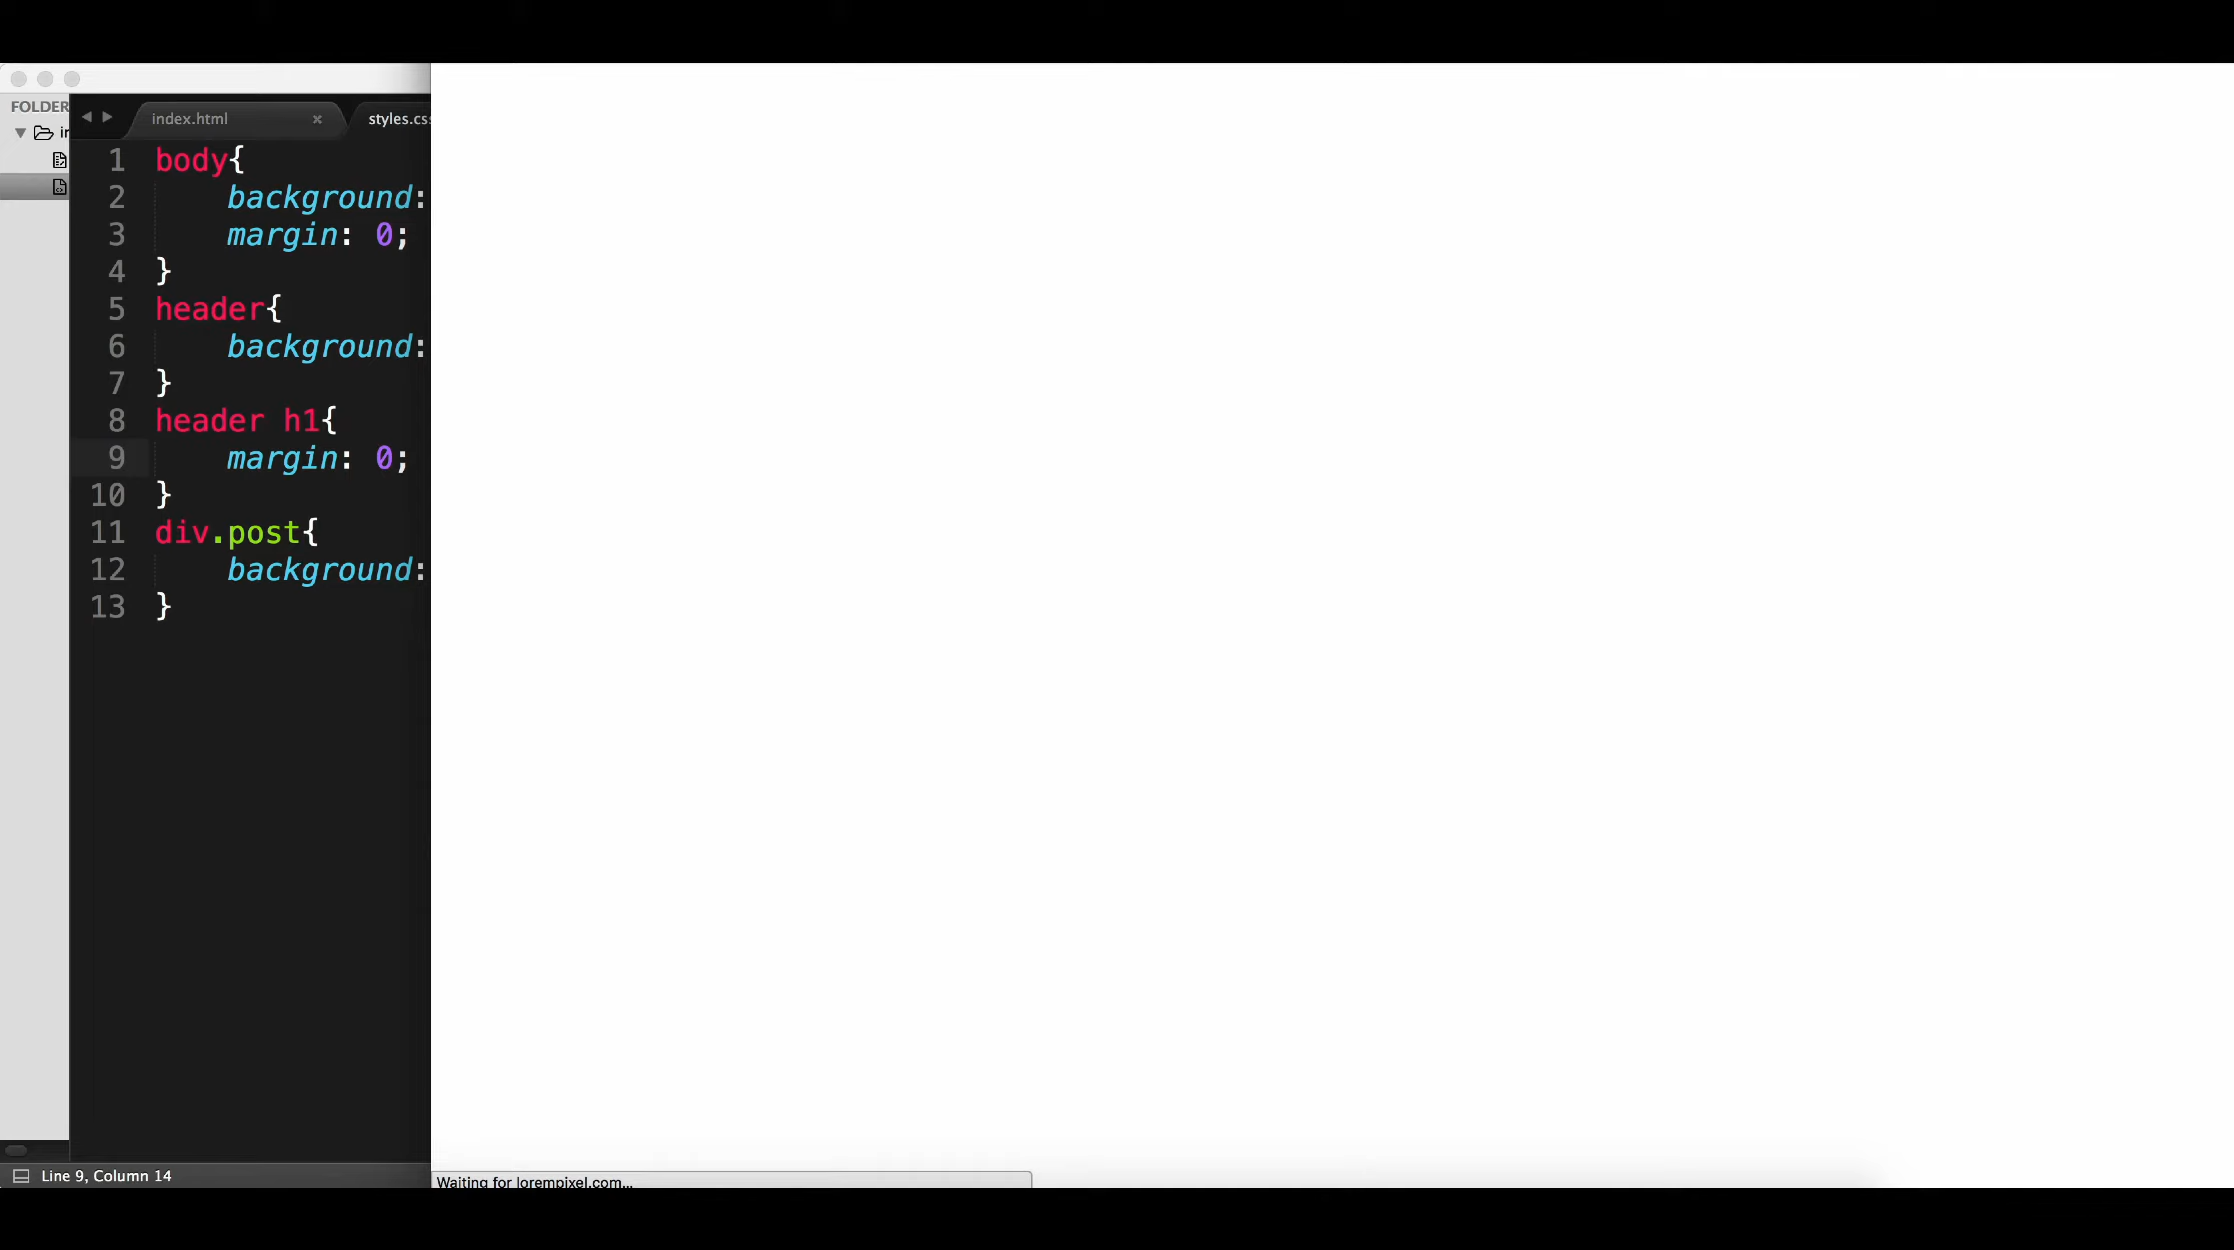 FOLDER
index.html × styles.css
1 body{
2 background:
3 margin: 0;
4 }
5 header{
6 background:
7 }
8 header h1{
9 margin: 0;
10 }
11 div.post{
12 background:
13 }
Line 9, Column 14
Waiting for lorempixel.com...